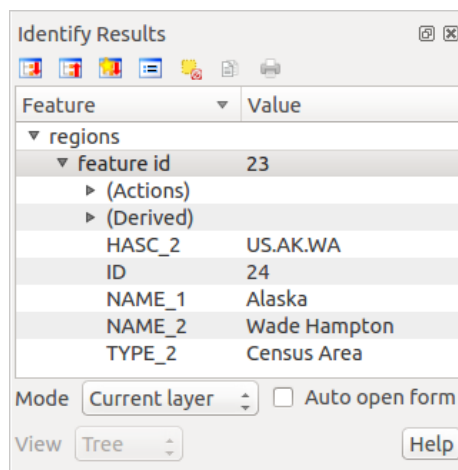 Identify Results
Feature Value
regions
feature id 23
(Actions)
(Derived)
HASC_2 US.AK.WA
ID 24
NAME_1 Alaska
NAME_2 Wade Hampton
TYPE_2 Census Area
Mode Current layer Auto open form
View Tree Help